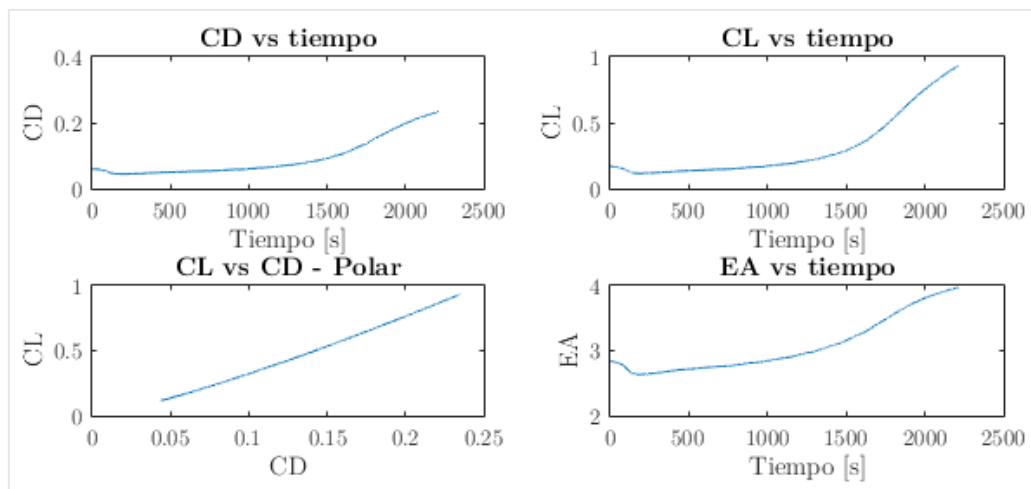 CD vs tiempo
0.4
0.2
0
CD
0 500 1000 1500 2000 2500
Tiempo [s]
CL vs tiempo
1
0.5
0
CL
0 500 1000 1500 2000 2500
Tiempo [s]
CL vs CD - Polar
1
0.5
0
CL
0 0.05 0.1 0.15 0.2 0.25
CD
EA vs tiempo
4
3
2
EA
0 500 1000 1500 2000 2500
Tiempo [s]